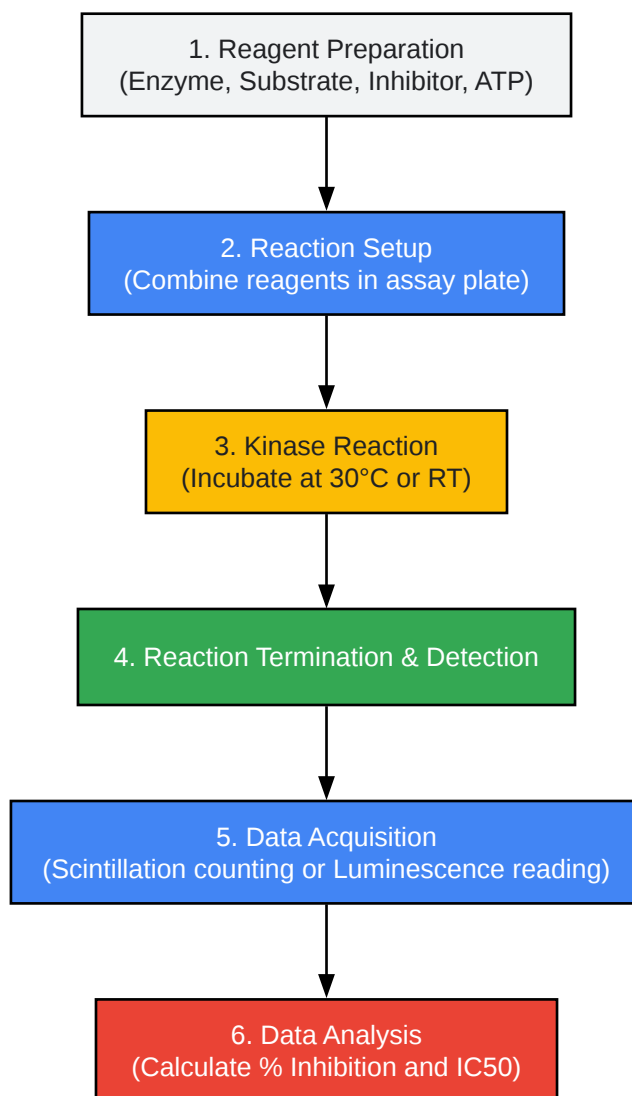 1. Reagent Preparation
(Enzyme, Substrate, Inhibitor, ATP)
2. Reaction Setup
(Combine reagents in assay plate)
3. Kinase Reaction
(Incubate at 30°C or RT)
4. Reaction Termination & Detection
5. Data Acquisition
(Scintillation counting or Luminescence reading)
6. Data Analysis
(Calculate % Inhibition and IC50)